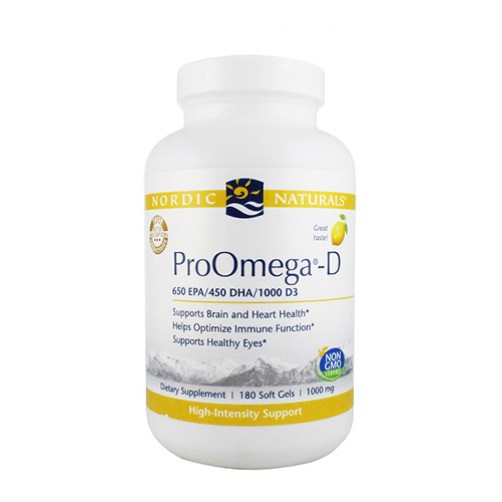 NORDIC NATURALS®
Great
taste!
ProOmega®-D
650 EPA/450 DHA/1000 D3
Supports Brain and Heart Health*
Helps Optimize Immune Function*
Supports Healthy Eyes*
NON
GMO
Dietary Supplement | 180 Soft Gels | 1000 mg
High-Intensity Support